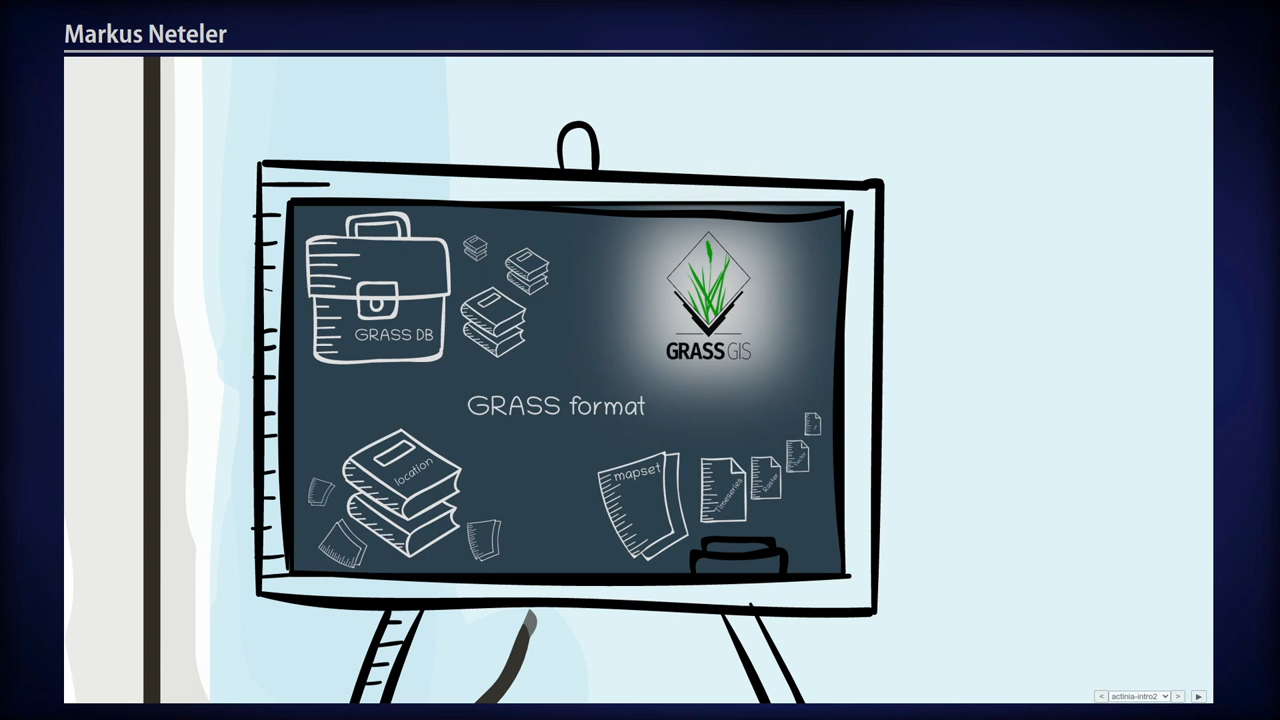 Markus Neteler
GRASS DB
GRASS GIS
GRASS format
location
mapset
Timeseries
Raster
actinia-intro2